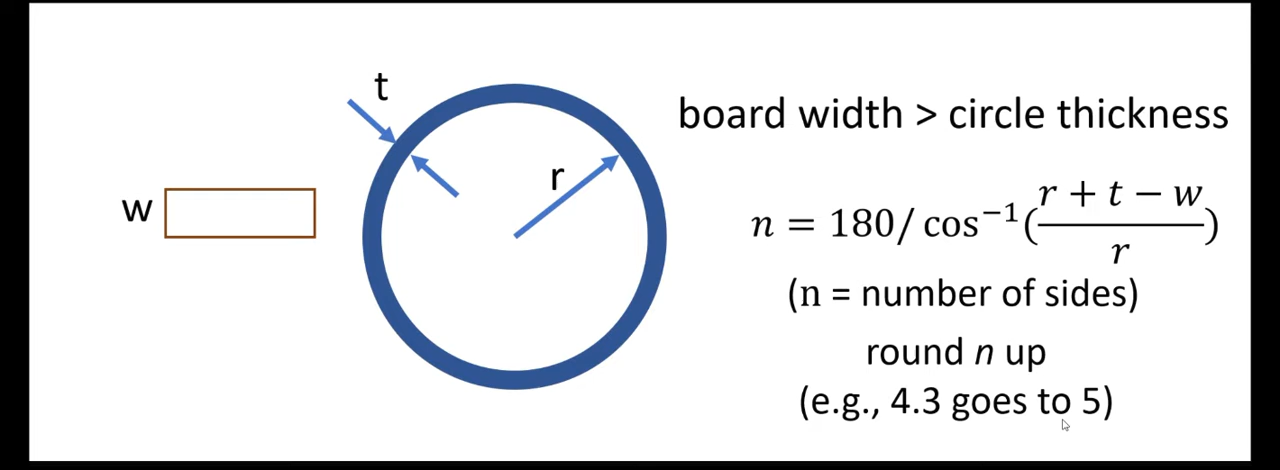 t
board width > circle thickness
r
w
n = 180/ cos⁻¹(r + t − w / r)
(n = number of sides)
round n up
(e.g., 4.3 goes to 5)